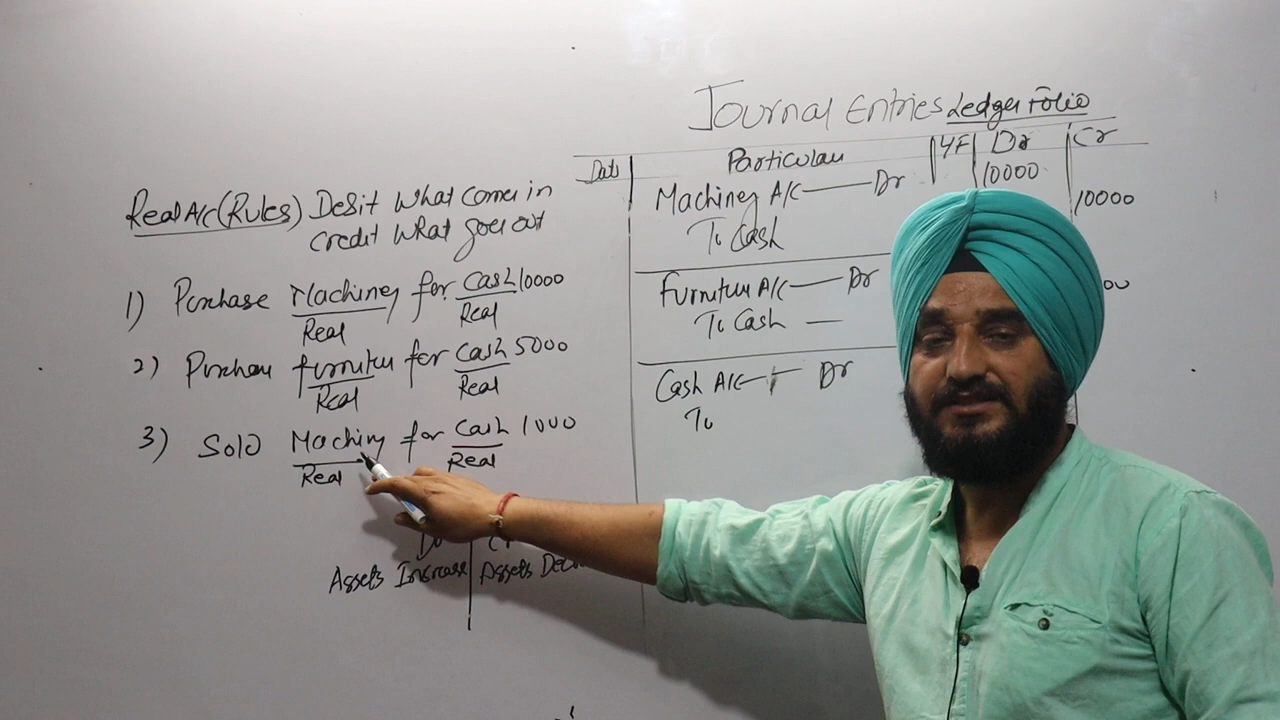 Journal Entries Ledger Folio
Date Particular LF Dr Cr
Real A/c (Rules) Debit What comes in
credit What goes out
1) Purchase Machinery for Cash 10000
Real Real
2) Purchase furniture for Cash 5000
Real Real
3) Sold Machinery for Cash 1000
Real Real
Dr Cr
Assets Increase Assets
Machinery A/c Dr 10000
To Cash 10000
Furniture A/c Dr
To Cash
Cash A/c Dr
To